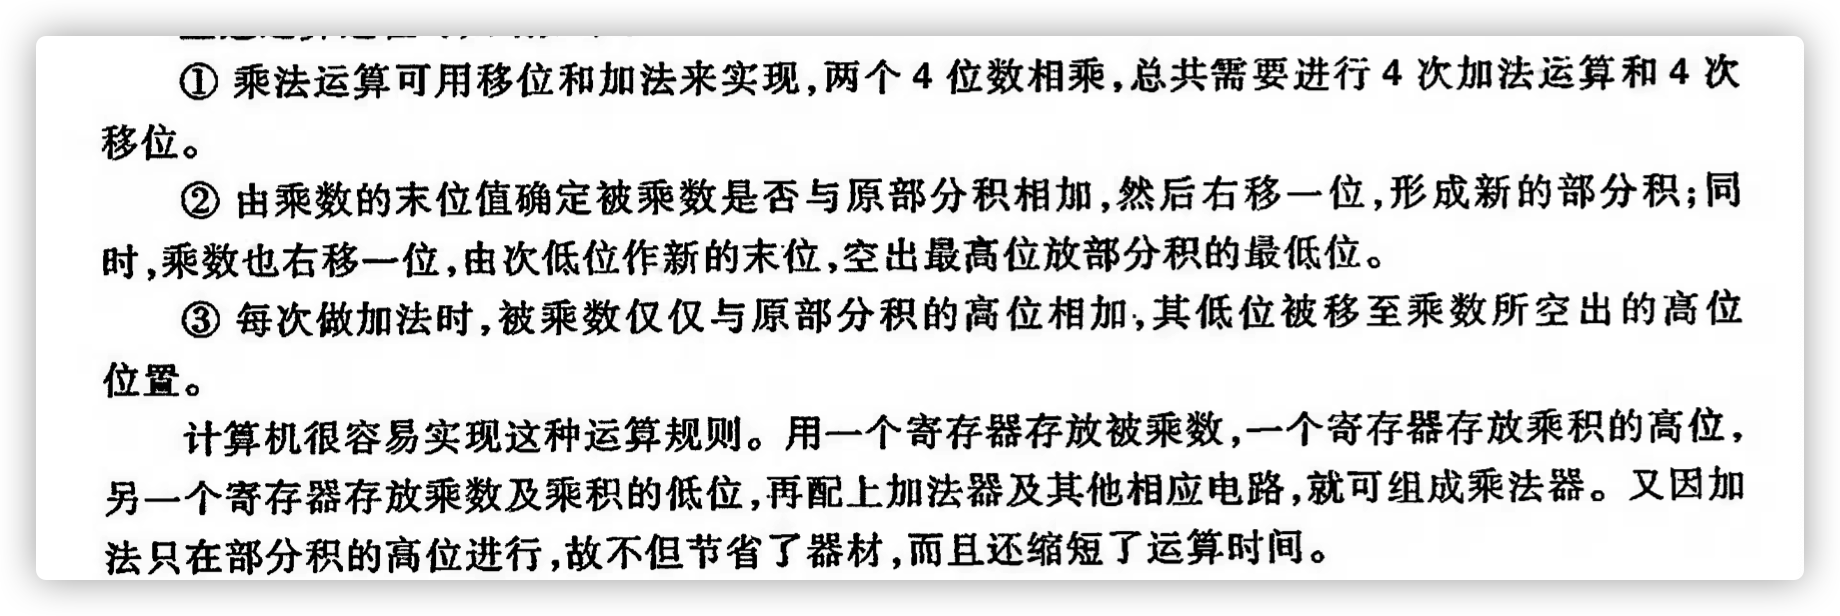 ① 乘法运算可用移位和加法来实现,两个 4 位数相乘,总共需要进行 4 次加法运算和 4 次
移位。
② 由乘数的末位值确定被乘数是否与原部分积相加,然后右移一位,形成新的部分积;同
时,乘数也右移一位,由次低位作新的末位,空出最高位放部分积的最低位。
③ 每次做加法时,被乘数仅仅与原部分积的高位相加,其低位被移至乘数所空出的高位
位置。
计算机很容易实现这种运算规则。用一个寄存器存放被乘数,一个寄存器存放乘积的高位,
另一个寄存器存放乘数及乘积的低位,再配上加法器及其他相应电路,就可组成乘法器。又因加
法只在部分积的高位进行,故不但节省了器材,而且还缩短了运算时间。